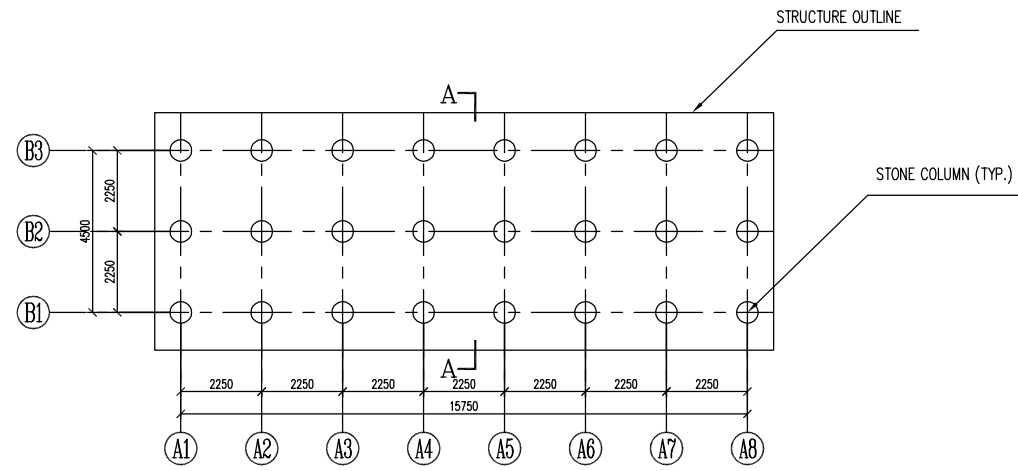 STRUCTURE OUTLINE
A
B3
2250
STONE COLUMN (TYP.)
B2
4500
2250
B1
A
2250 2250 2250 2250 2250 2250 2250
15750
A1 A2 A3 A4 A5 A6 A7 A8